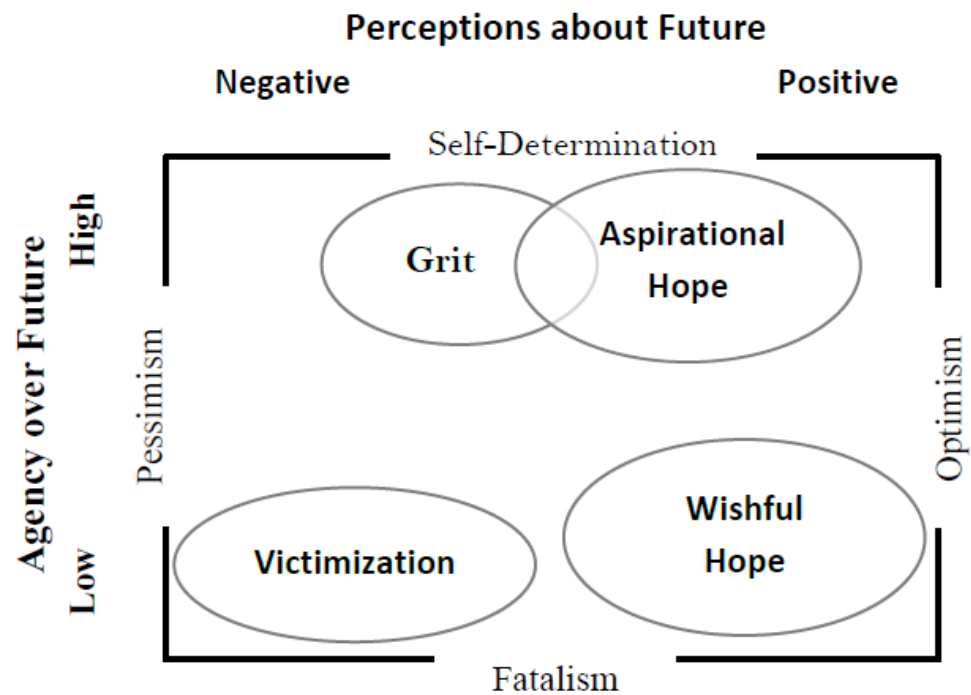 Perceptions about Future
Negative Positive
Self-Determination
High
Grit
Aspirational
Hope
Agency over Future
Pessimism
Optimism
Low
Victimization
Wishful
Hope
Fatalism